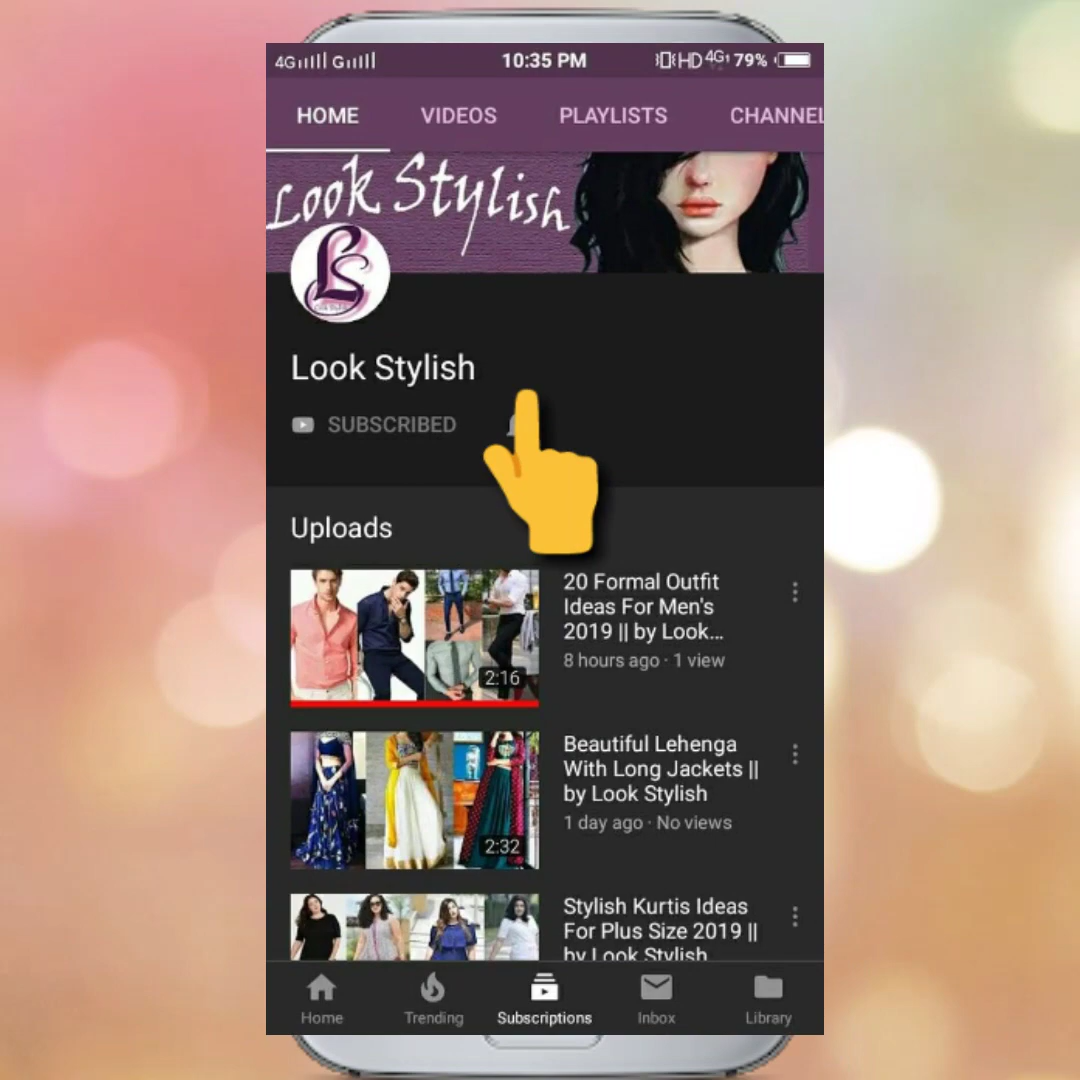 4G G 10:35 PM HD 4G 79%
HOME VIDEOS PLAYLISTS CHANNEL
Look Stylish
LS
Look Stylish
SUBSCRIBED
Uploads
20 Formal Outfit
Ideas For Men's
2019 || by Look...
8 hours ago · 1 view
2:16
Beautiful Lehenga
With Long Jackets ||
by Look Stylish
1 day ago · No views
2:32
Stylish Kurtis Ideas
For Plus Size 2019 ||
by Look Stylish
Home Trending Subscriptions Inbox Library